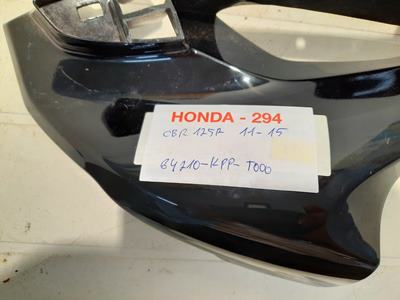 HONDA - 294
CBR 125R 11-15
64210-KPP-T000